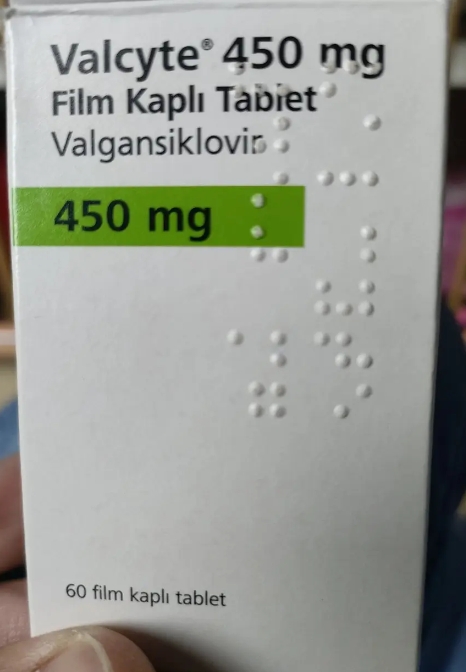 Valcyte® 450 mg
Film Kaplı Tablet
Valgansiklovir
450 mg
60 film kaplı tablet